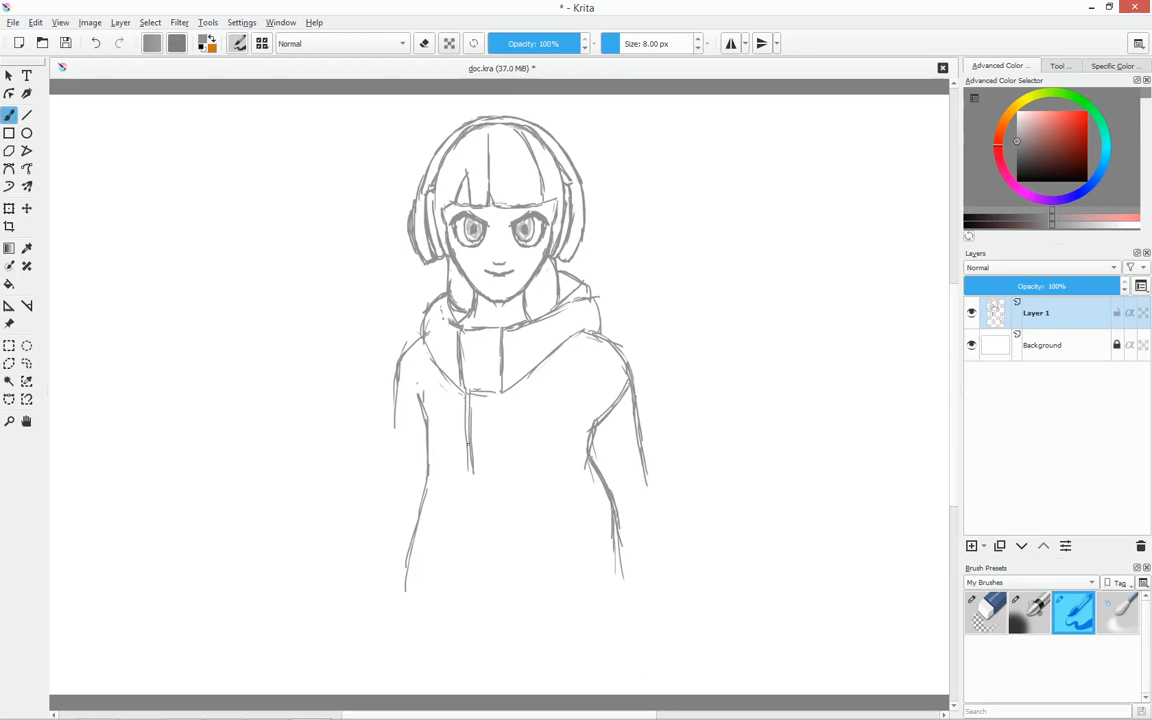 * - Krita
File Edit View Image Layer Select Filter Tools Settings Window Help
Normal Opacity: 100% Size: 8.00 px
doc.kra (37.0 MiB) *
Advanced Color ... Tool ... Specific Color ...
Advanced Color Selector
Layers
Normal
Opacity: 100%
Layer 1
Background
Brush Presets
My Brushes Tag
Search